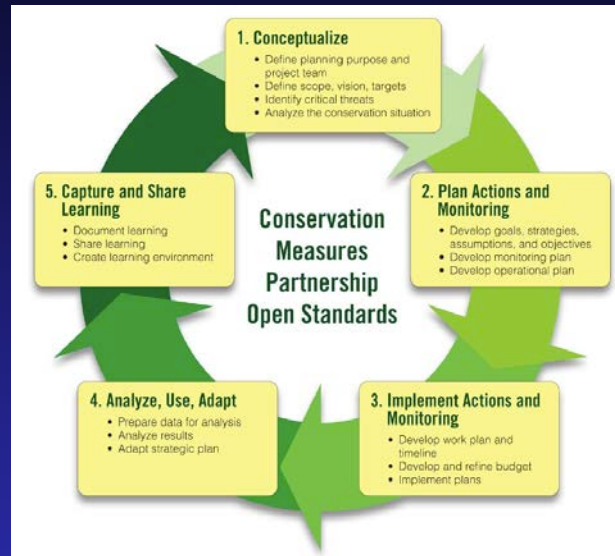 1. Conceptualize
• Define planning purpose and
project team
• Define scope, vision, targets
• Identify critical threats
• Analyze the conservation situation
2. Plan Actions and
Monitoring
• Develop goals, strategies,
assumptions, and objectives
• Develop monitoring plan
• Develop operational plan
3. Implement Actions and
Monitoring
• Develop work plan and
timeline
• Develop and refine budget
• Implement plans
4. Analyze, Use, Adapt
• Prepare data for analysis
• Analyze results
• Adapt strategic plan
5. Capture and Share
Learning
• Document learning
• Share learning
• Create learning environment
Conservation
Measures
Partnership
Open Standards